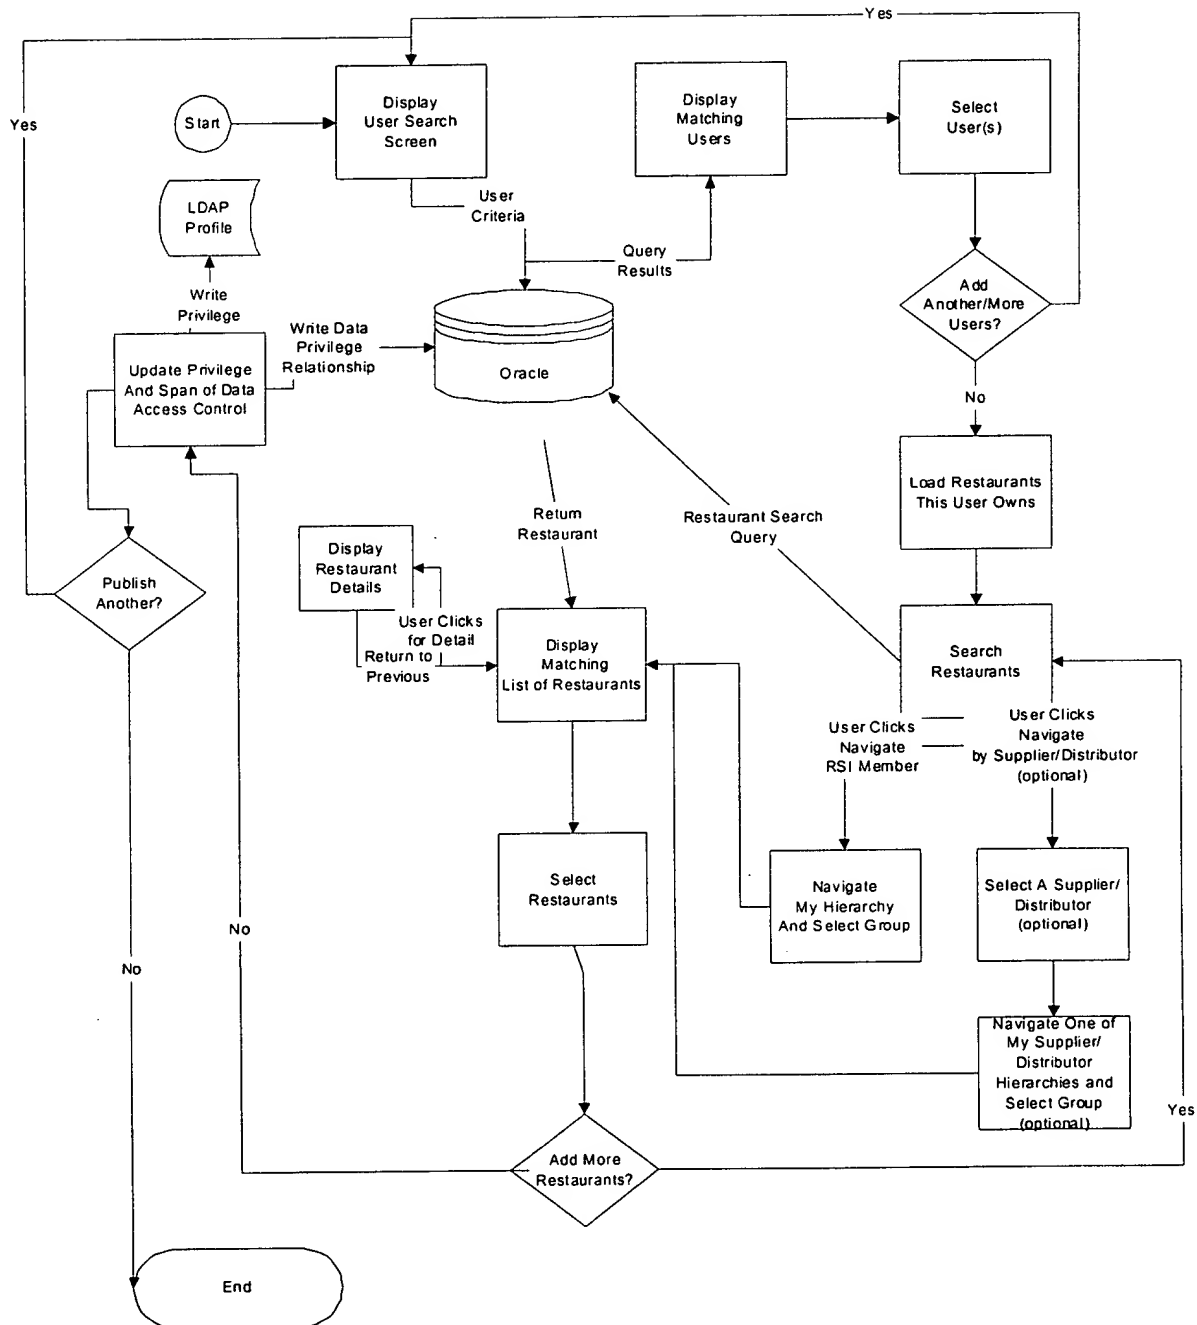 Yes
Yes
Start
Display
User Search
Screen
Display
Matching
Users
Select
User(s)
LDAP
Profile
User
Criteria
Query
Results
Add
Another/More
Users?
Write
Privilege
Write Data
Privilege
Relationship
Oracle
Update Privilege
And Span of Data
Access Control
No
Load Restaurants
This User Owns
Return
Restaurant
Restaurant Search
Query
Display
Restaurant
Details
Publish
Another?
User Clicks
for Detail
Return to
Previous
Display
Matching
List of Restaurants
Search
Restaurants
User Clicks
Navigate
RSI Member
User Clicks
Navigate
by Supplier/Distributor
(optional)
Select
Restaurants
Navigate
My Hierarchy
And Select Group
Select A Supplier/
Distributor
(optional)
No
No
Navigate One of
My Supplier/
Distributor
Hierarchies and
Select Group
(optional)
Yes
Add More
Restaurants?
End